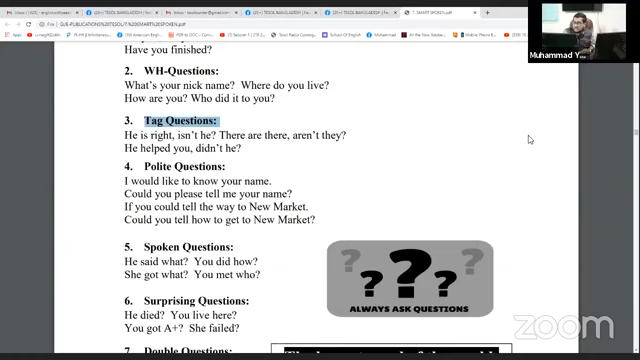 7. SMART SPOKEN.pdf
Muhammad Y...
Have you finished?
2. WH-Questions:
What's your nick name? Where do you live?
How are you? Who did it to you?
3. Tag Questions:
He is right, isn't he? There are there, aren't they?
He helped you, didn't he?
4. Polite Questions:
I would like to know your name.
Could you please tell me your name?
If you could tell the way to New Market.
Could you tell how to get to New Market?
5. Spoken Questions:
He said what? You did how?
She got what? You met who?
6. Surprising Questions:
He died? You live here?
You got A+? She failed?
7. Double Questions:
? ? ? ? ?
ALWAYS ASK QUESTIONS
zoom